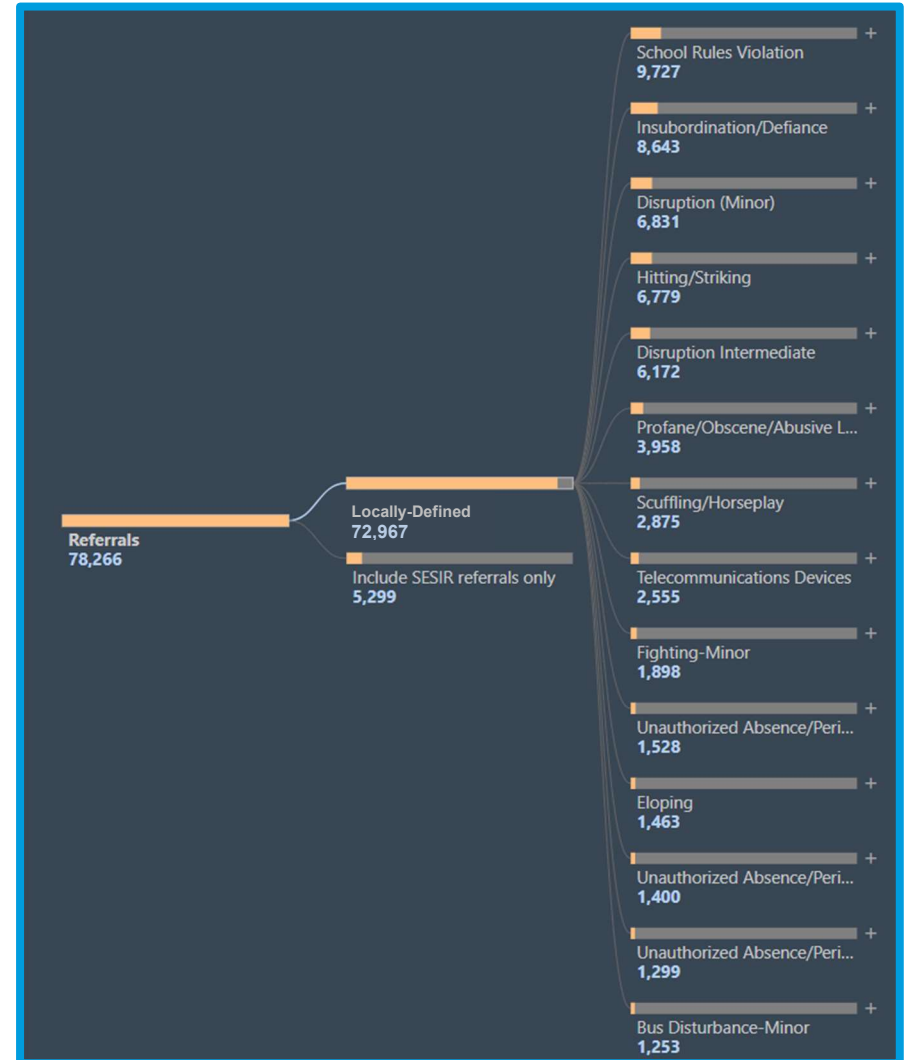 Referrals
78,266
Locally-Defined
72,967
Include SESIR referrals only
5,299
School Rules Violation
9,727
Insubordination/Defiance
8,643
Disruption (Minor)
6,831
Hitting/Striking
6,779
Disruption Intermediate
6,172
Profane/Obscene/Abusive L...
3,958
Scuffling/Horseplay
2,875
Telecommunications Devices
2,555
Fighting-Minor
1,898
Unauthorized Absence/Peri...
1,528
Eloping
1,463
Unauthorized Absence/Peri...
1,400
Unauthorized Absence/Peri...
1,299
Bus Disturbance-Minor
1,253